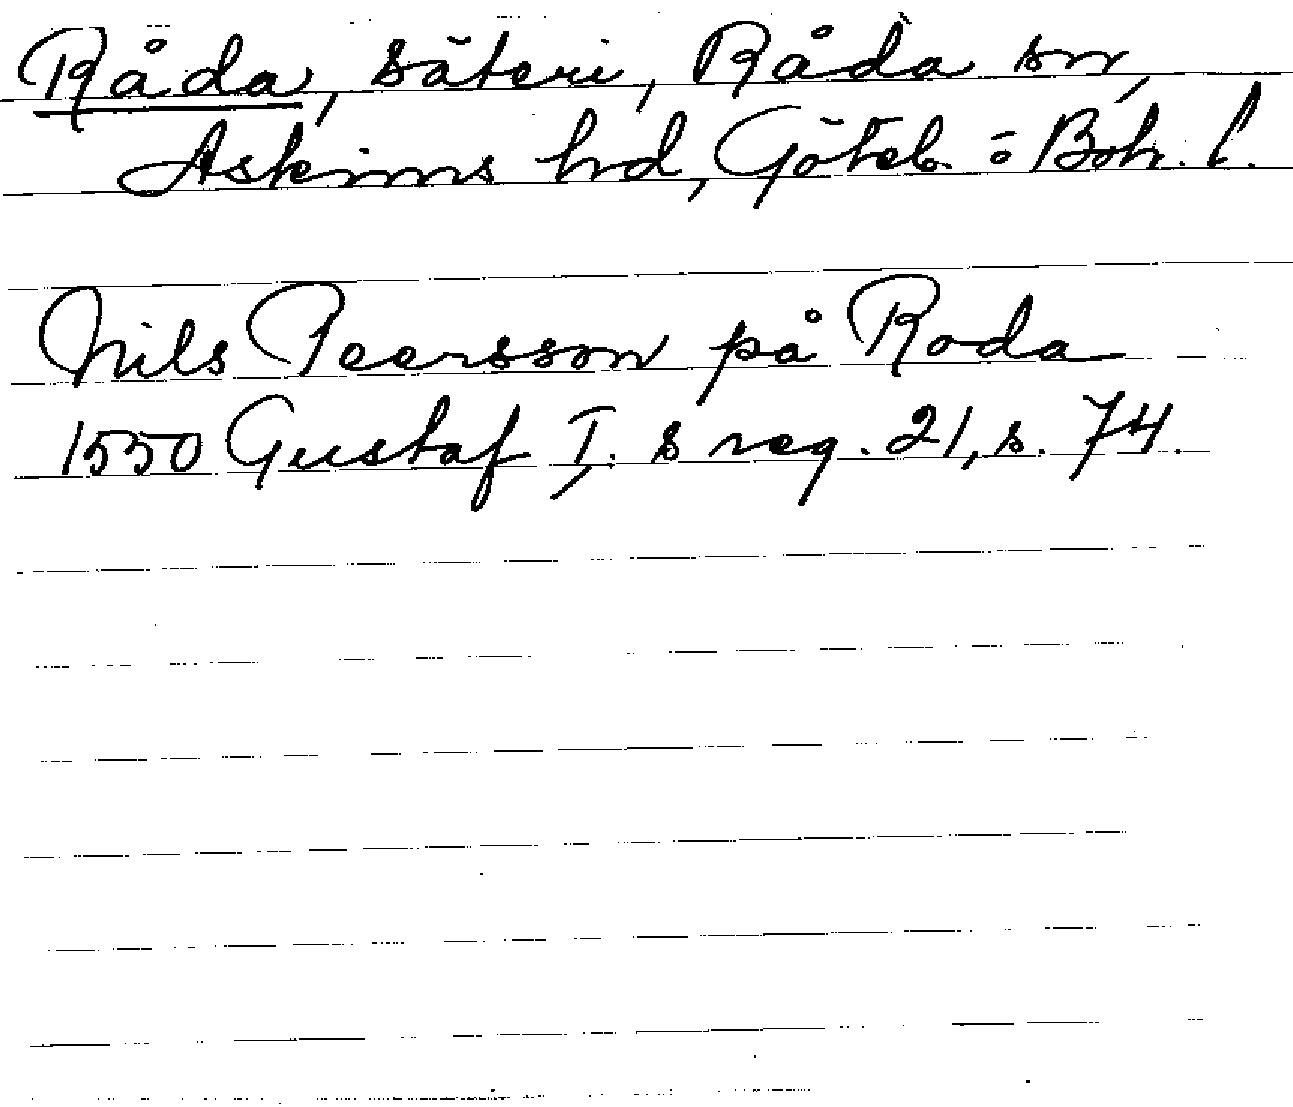 Råda, säteri, Råda sn,
Askims hd, Göteb. o Boh. l.
Nils Peersson på Roda
1550 Gustaf I. s reg. 21, s. 74.